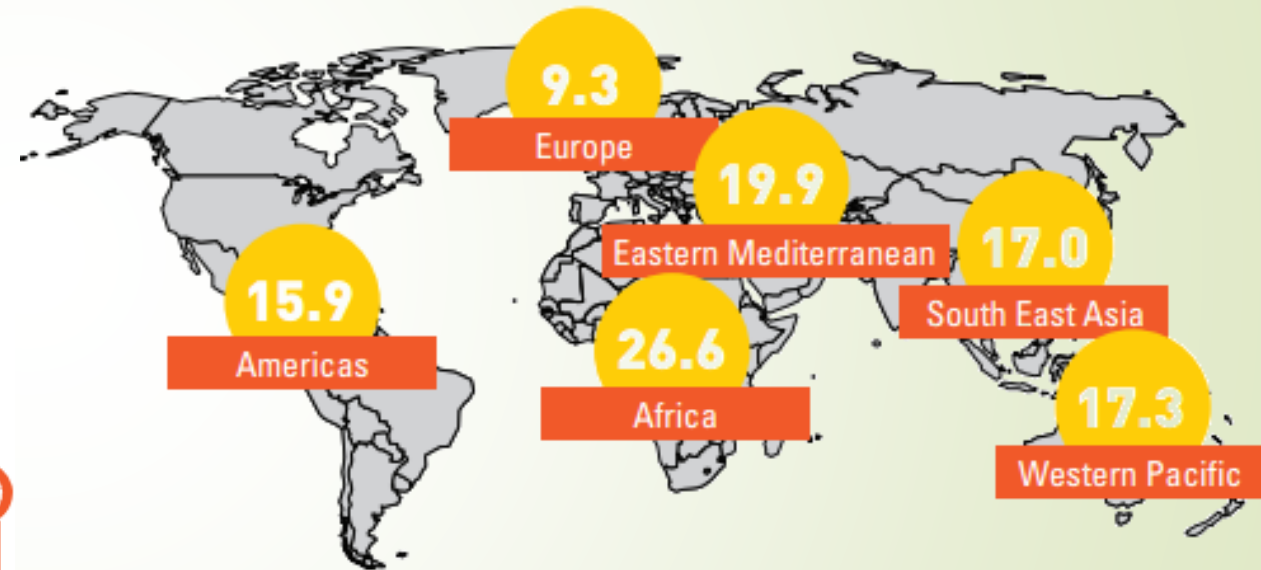 9.3
Europe
19.9
Eastern Mediterranean
17.0
South East Asia
15.9
Americas
26.6
Africa
17.3
Western Pacific